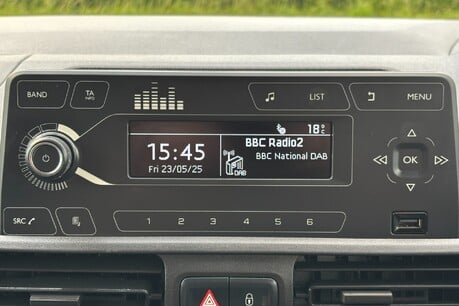 BAND
TA
INFO
LIST
MENU
18°C
BBC Radio2
15:45
BBC National DAB
Fri 23/05/25
DAB
OK
SRC
1 2 3 4 5 6